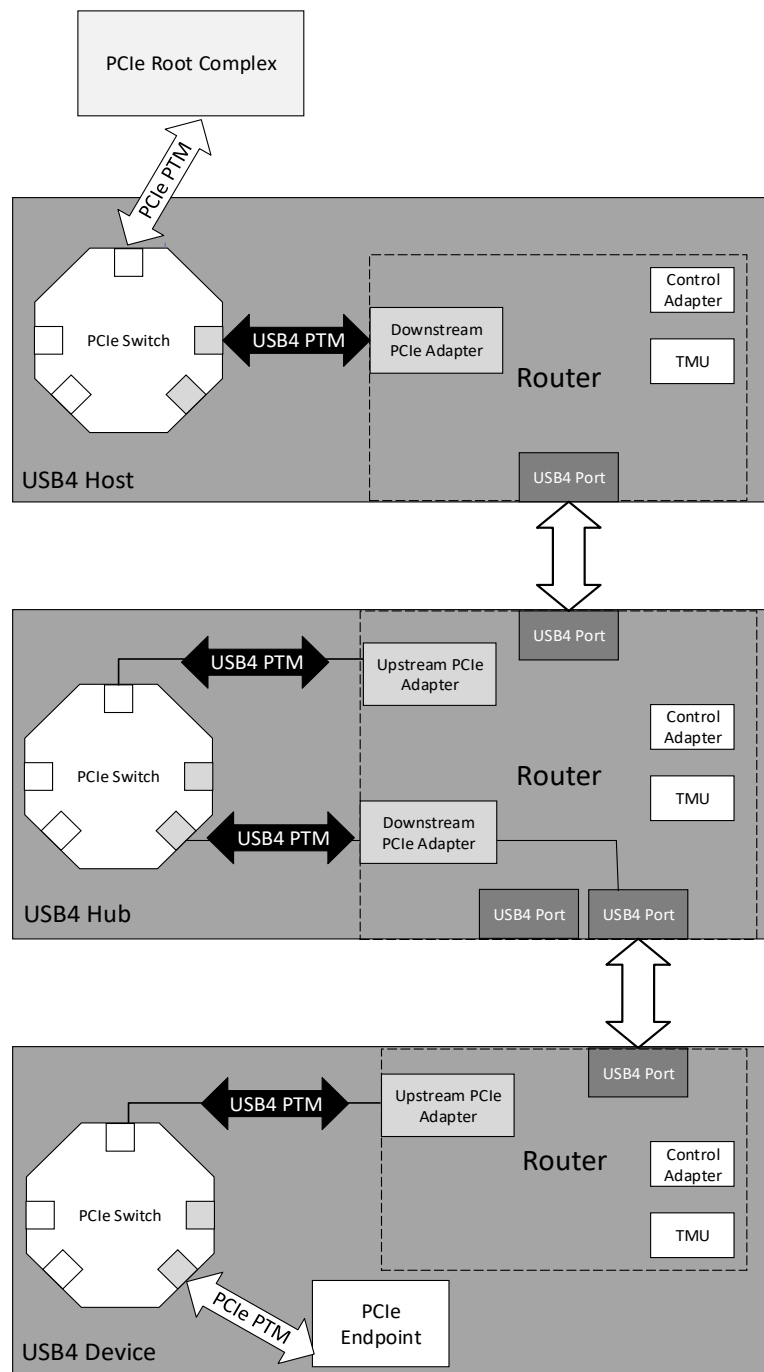 PCIe Root Complex
PCIe PTM
PCIe Switch
USB4 PTM
Downstream
PCIe Adapter
Control
Adapter
Router
TMU
USB4 Host
USB4 Port
USB4 Port
USB4 PTM
Upstream PCIe
Adapter
Control
Adapter
PCIe Switch
Router
TMU
USB4 PTM
Downstream
PCIe Adapter
USB4 Hub
USB4 Port
USB4 Port
USB4 Port
USB4 PTM
Upstream PCIe
Adapter
Router
Control
Adapter
PCIe Switch
TMU
PCIe PTM
PCIe
Endpoint
USB4 Device